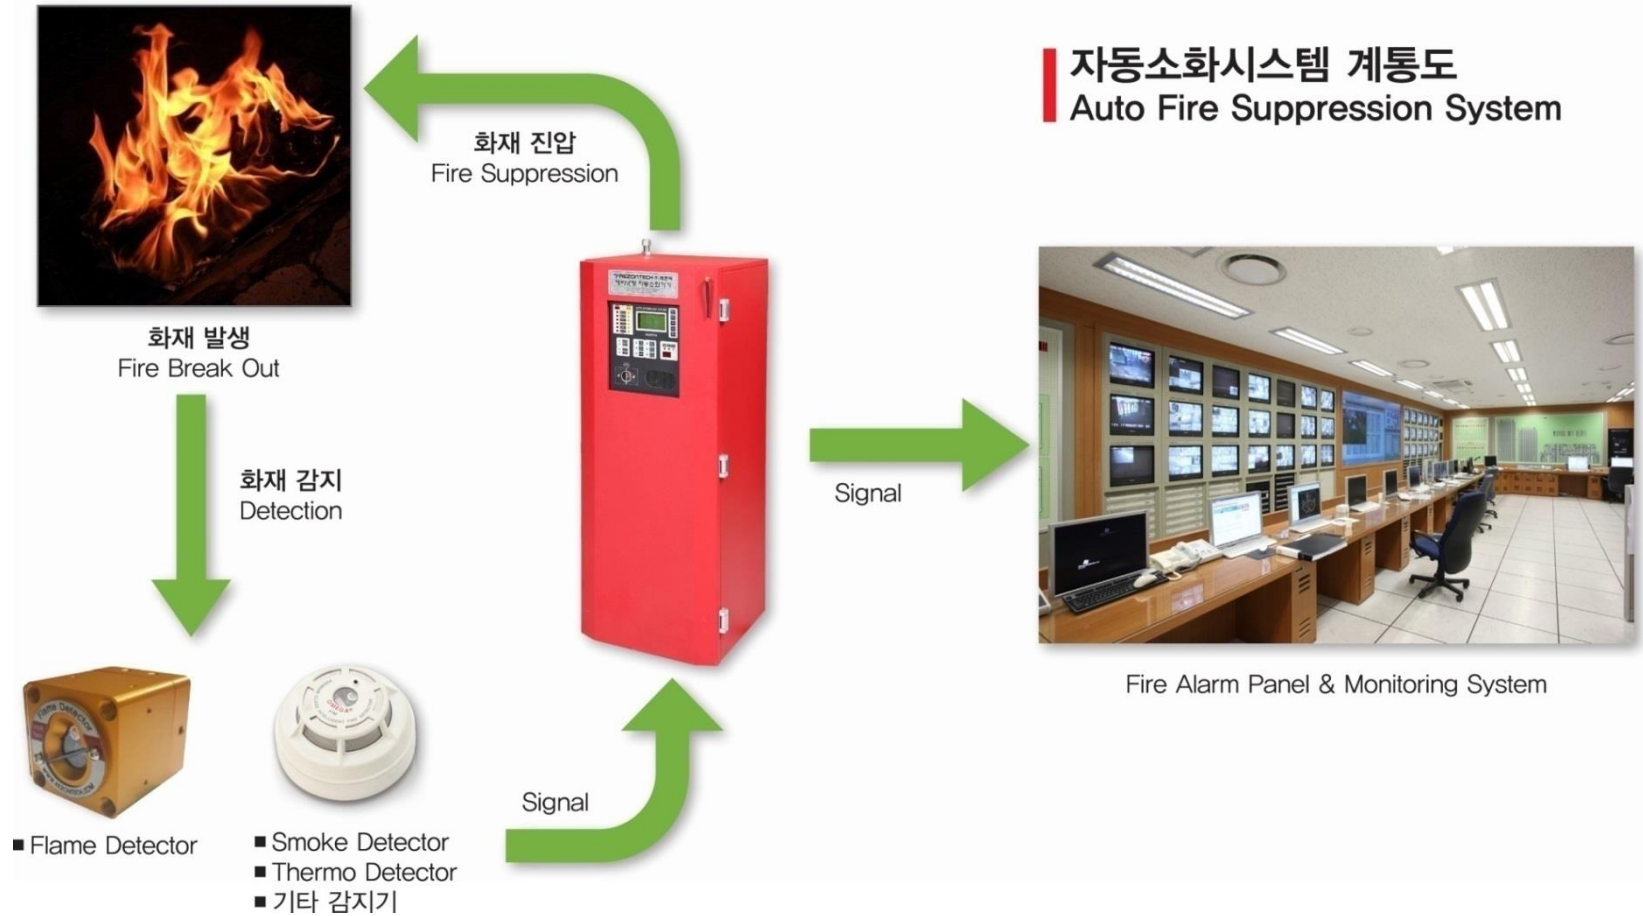 자동소화시스템 계통도
Auto Fire Suppression System
화재 진압
Fire Suppression
화재 발생
Fire Break Out
화재 감지
Detection
Signal
Fire Alarm Panel & Monitoring System
Flame Detector
Signal
■ Flame Detector
■ Smoke Detector
■ Thermo Detector
■ 기타 감지기